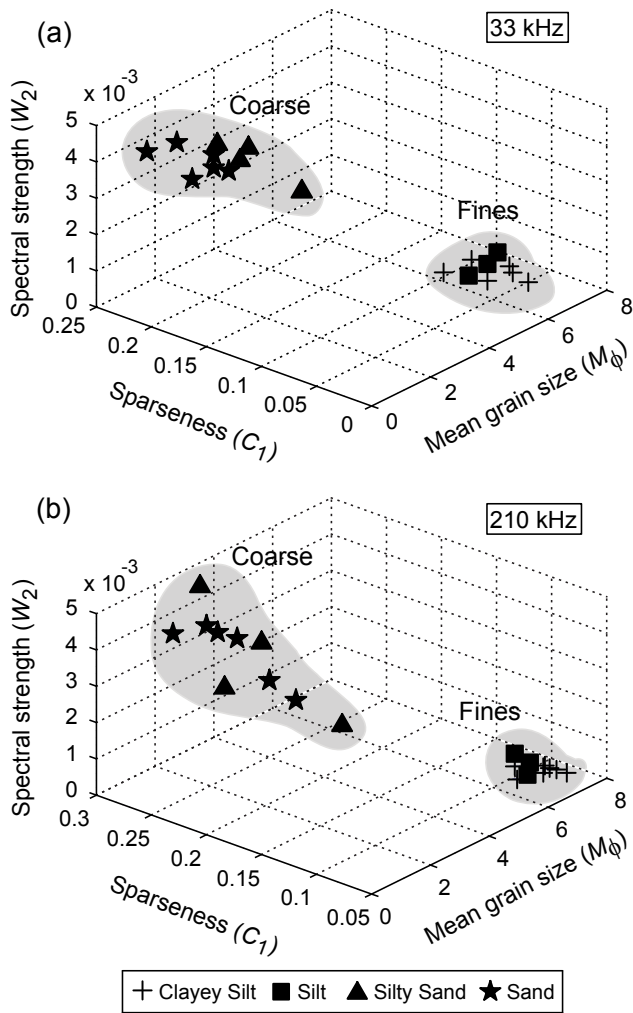 (a)
33 kHz
x 10⁻³
Spectral strength (W₂)
5
4
3
2
1
0
Coarse
Fines
0.25
0.2
0.15
0.1
0.05
0
Sparseness (C₁)
0
2
4
6
8
Mean grain size (M_ϕ)
(b)
210 kHz
x 10⁻³
Spectral strength (W₂)
5
4
3
2
1
0
Coarse
Fines
0.3
0.25
0.2
0.15
0.1
0.05
Sparseness (C₁)
0
2
4
6
8
Mean grain size (M_ϕ)
Clayey Silt Silt Silty Sand Sand